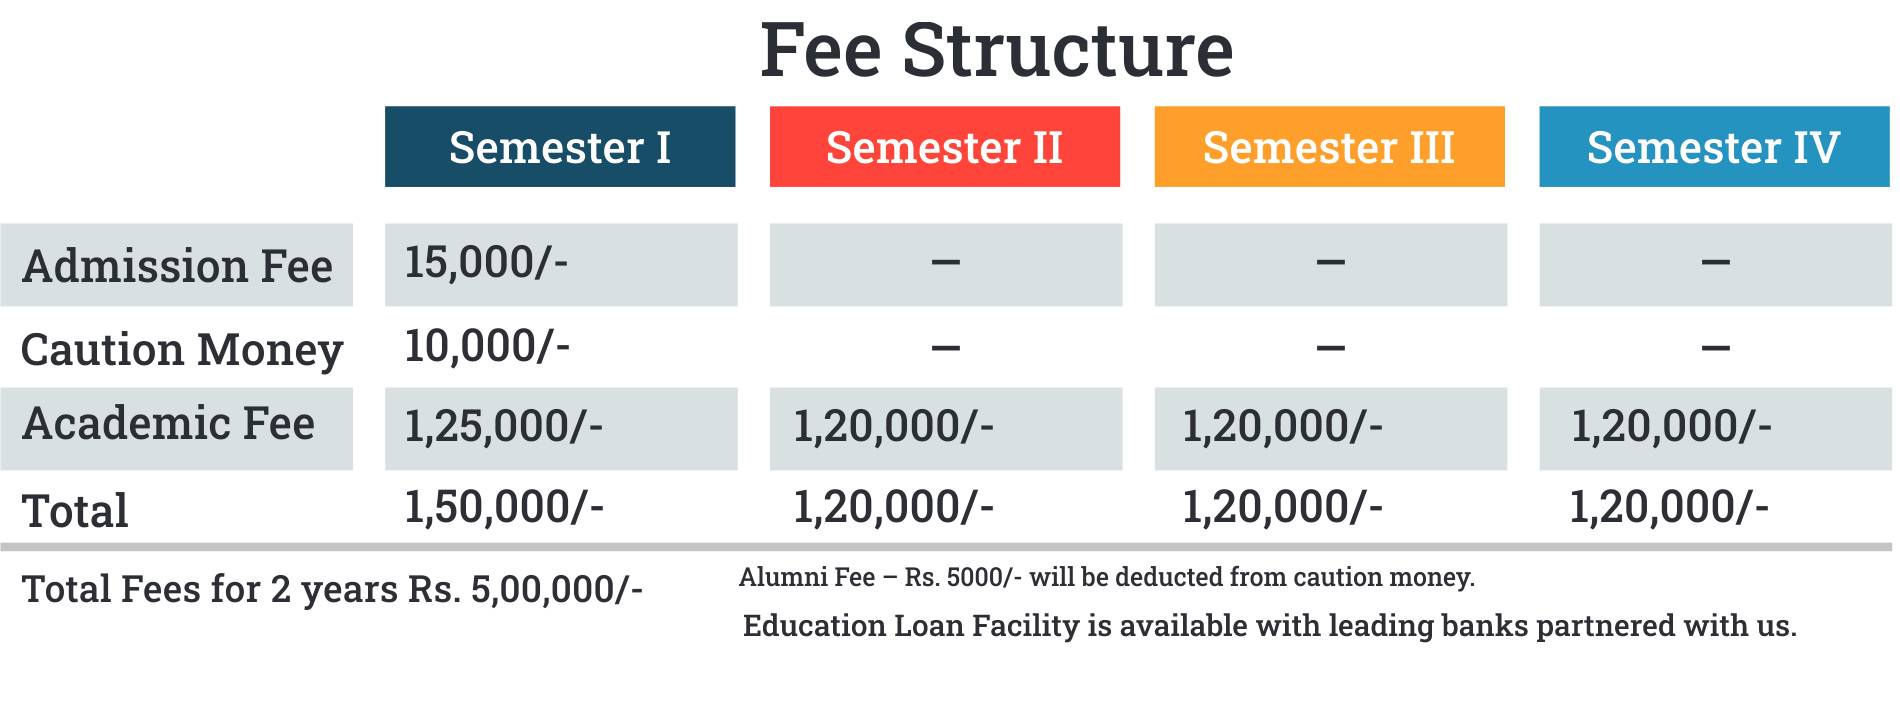 Fee Structure
Semester I Semester II Semester III Semester IV
Admission Fee 15,000/- – – –
Caution Money 10,000/- – – –
Academic Fee 1,25,000/- 1,20,000/- 1,20,000/- 1,20,000/-
Total 1,50,000/- 1,20,000/- 1,20,000/- 1,20,000/-
Total Fees for 2 years Rs. 5,00,000/-
Alumni Fee – Rs. 5000/- will be deducted from caution money.
Education Loan Facility is available with leading banks partnered with us.